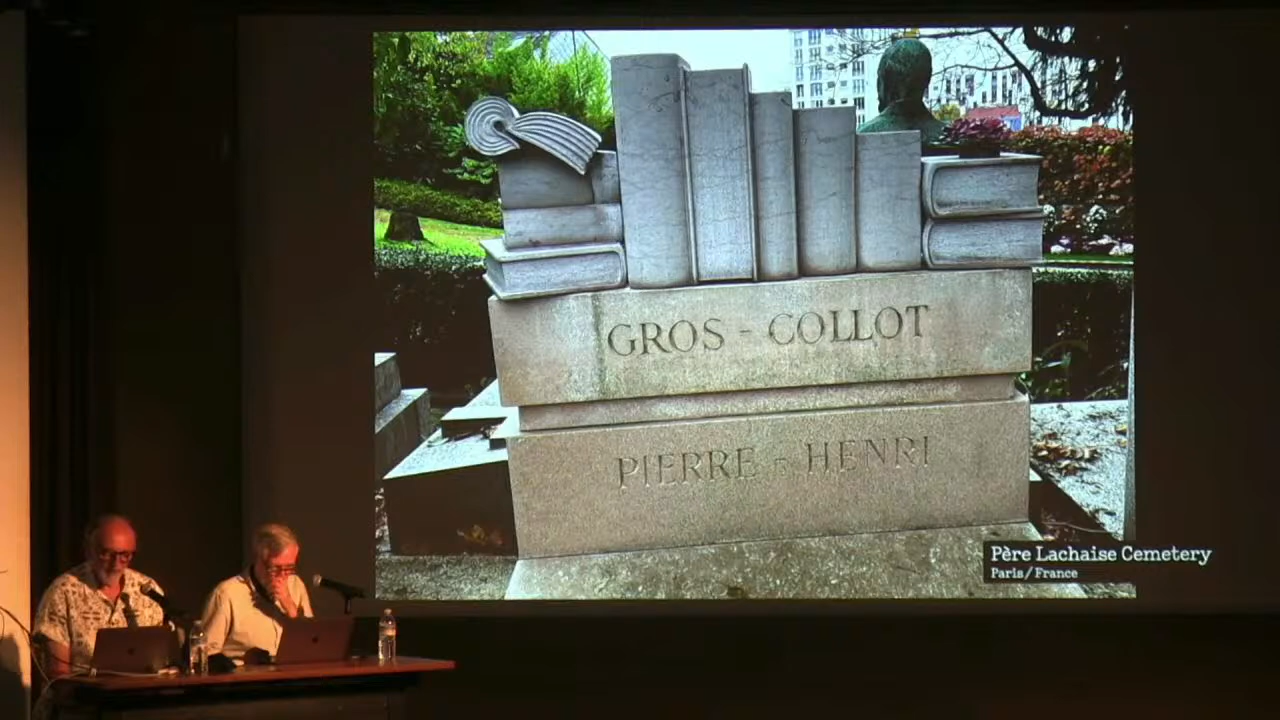 GROS - COLLOT
PIERRE - HENRI
Père Lachaise Cemetery
Paris/France